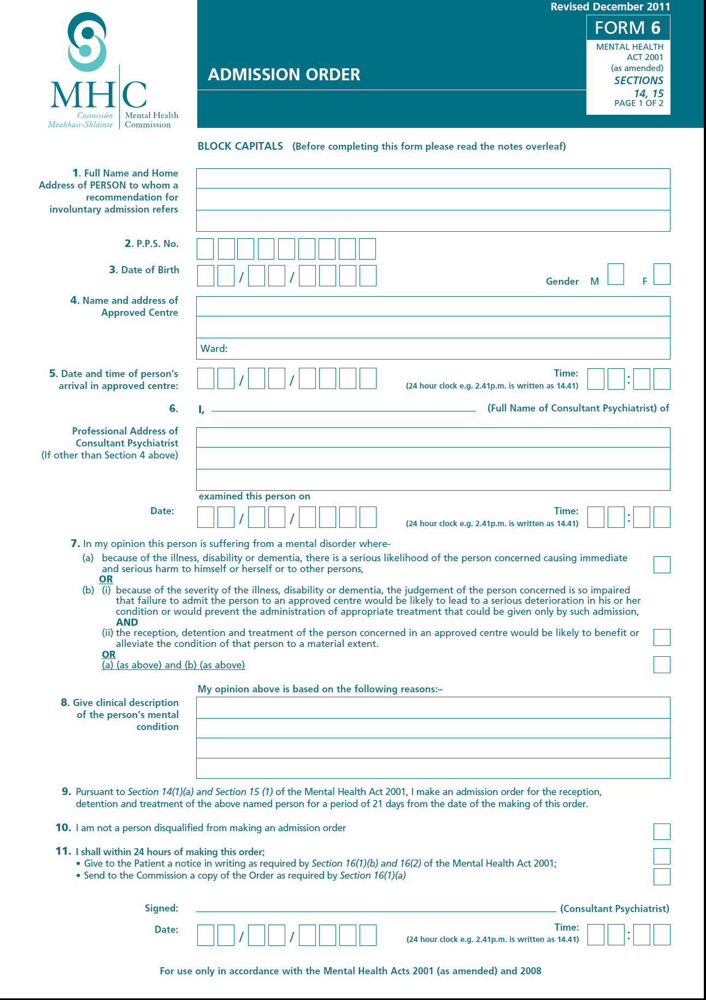 Revised December 2011
FORM 6
MENTAL HEALTH
ACT 2001
(as amended)
SECTIONS
14, 15
PAGE 1 OF 2
ADMISSION ORDER
MHC
Coimisiún
Meabhair-Shláinte
Mental Health
Commission
BLOCK CAPITALS (Before completing this form please read the notes overleaf)
1. Full Name and Home
Address of PERSON to whom a
recommendation for
involuntary admission refers
2. P.P.S. No.
3. Date of Birth
/ /
Gender M F
4. Name and address of
Approved Centre
Ward:
5. Date and time of person's
arrival in approved centre:
/ /
Time:
(24 hour clock e.g. 2.41p.m. is written as 14.41)
:
6. I, (Full Name of Consultant Psychiatrist) of
Professional Address of
Consultant Psychiatrist
(If other than Section 4 above)
examined this person on
Date: / /
Time:
(24 hour clock e.g. 2.41p.m. is written as 14.41)
:
7. In my opinion this person is suffering from a mental disorder where-
(a) because of the illness, disability or dementia, there is a serious likelihood of the person concerned causing immediate
and serious harm to himself or herself or to other persons,
OR
(b) (i) because of the severity of the illness, disability or dementia, the judgement of the person concerned is so impaired
that failure to admit the person to an approved centre would be likely to lead to a serious deterioration in his or her
condition or would prevent the administration of appropriate treatment that could be given only by such admission,
AND
(ii) the reception, detention and treatment of the person concerned in an approved centre would be likely to benefit or
alleviate the condition of that person to a material extent.
OR
(a) (as above) and (b) (as above)
My opinion above is based on the following reasons:–
8. Give clinical description
of the person's mental
condition
9. Pursuant to Section 14(1)(a) and Section 15 (1) of the Mental Health Act 2001, I make an admission order for the reception,
detention and treatment of the above named person for a period of 21 days from the date of the making of this order.
10. I am not a person disqualified from making an admission order
11. I shall within 24 hours of making this order;
• Give to the Patient a notice in writing as required by Section 16(1)(b) and 16(2) of the Mental Health Act 2001;
• Send to the Commission a copy of the Order as required by Section 16(1)(a)
Signed: (Consultant Psychiatrist)
Date: / /
Time:
(24 hour clock e.g. 2.41p.m. is written as 14.41)
:
For use only in accordance with the Mental Health Acts 2001 (as amended) and 2008